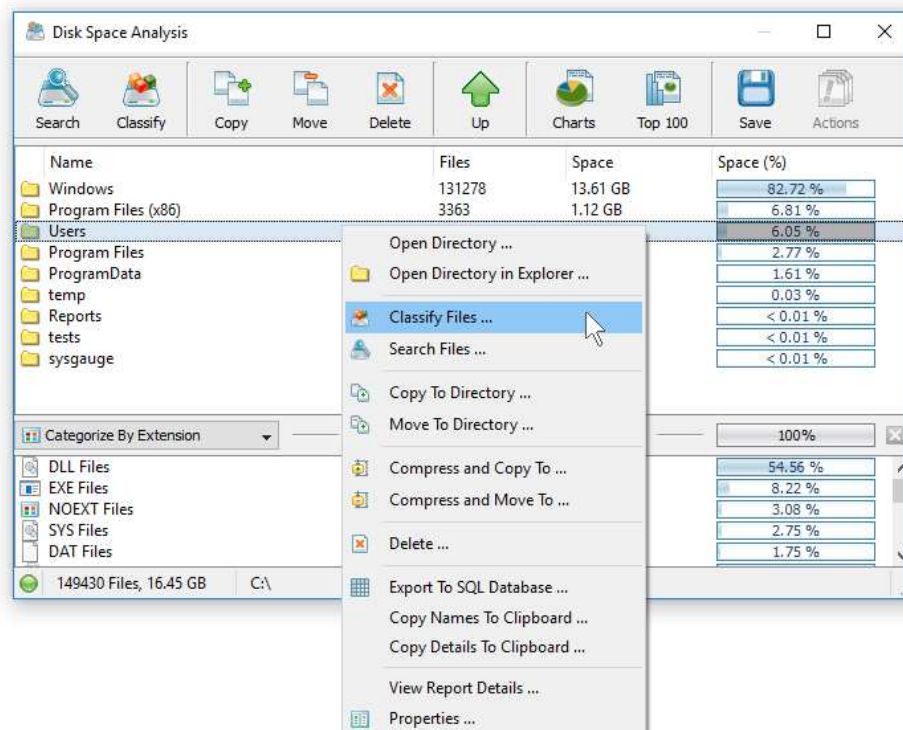 Disk Space Analysis
Search Classify Copy Move Delete Up Charts Top 100 Save Actions
Name Files Space Space (%)
Windows 131278 13.61 GB 82.72 %
Program Files (x86) 3363 1.12 GB 6.81 %
Users 6.05 %
Program Files 2.77 %
ProgramData 1.61 %
temp 0.03 %
Reports < 0.01 %
tests < 0.01 %
sysgauge < 0.01 %
Open Directory ...
Open Directory in Explorer ...
Classify Files ...
Search Files ...
Copy To Directory ...
Move To Directory ...
Compress and Copy To ...
Compress and Move To ...
Delete ...
Export To SQL Database ...
Copy Names To Clipboard ...
Copy Details To Clipboard ...
View Report Details ...
Properties ...
Categorize By Extension 100%
DLL Files 54.56 %
EXE Files 8.22 %
NOEXT Files 3.08 %
SYS Files 2.75 %
DAT Files 1.75 %
149430 Files, 16.45 GB C:\